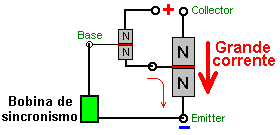 +
Collector
Base
N
N
N
N
Grande
corrente
Bobina de
sincronismo
Emitter
-